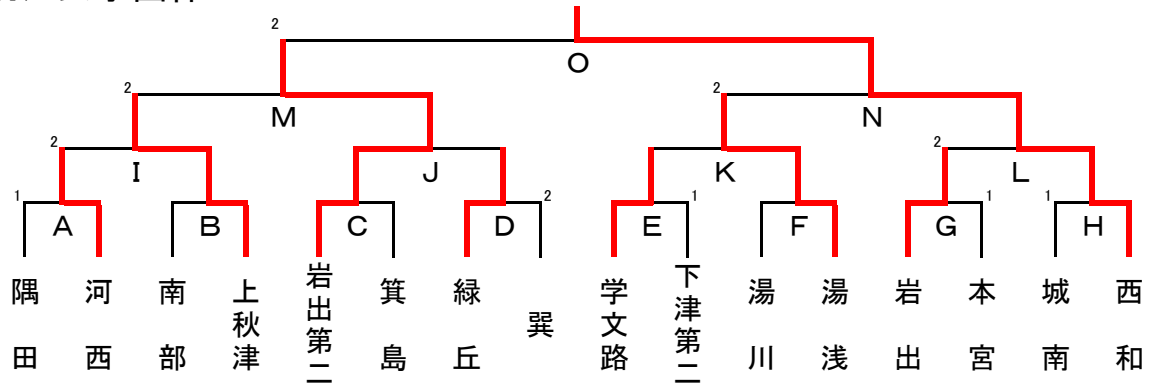 2
O
2
2
M
N
2
2
I
J
K
L
1
2
1
1
1
A
B
C
D
E
F
G
H
隅田
河西
南部
上秋津
岩出第二
箕島
緑丘
巽
学文路
下津第二
湯川
湯浅
岩出
本宮
城南
西和